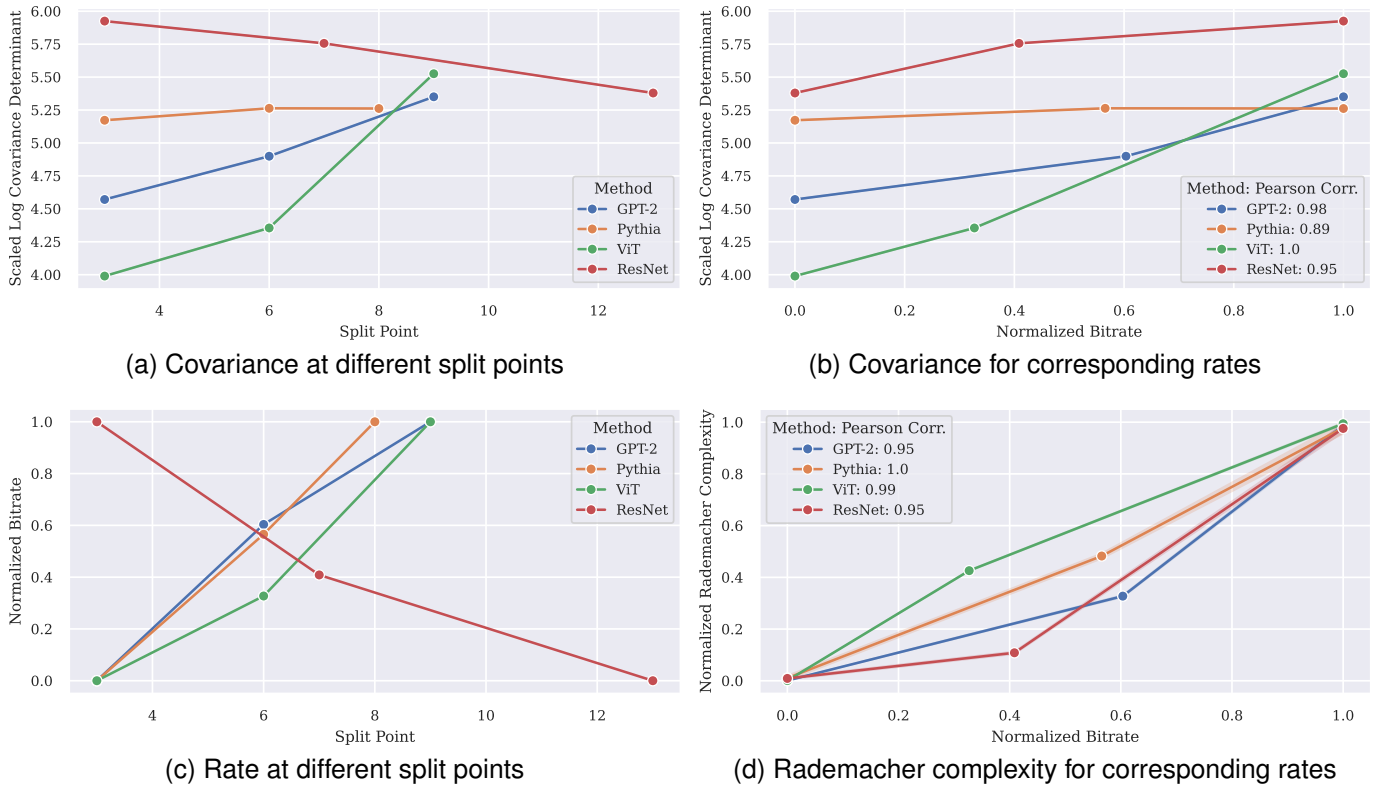 Scaled Log Covariance Determinant
6.00
5.75
5.50
5.25
5.00
4.75
4.50
4.25
4.00
4
6
8
10
12
Split Point
Method
GPT-2
Pythia
ViT
ResNet
(a) Covariance at different split points
Scaled Log Covariance Determinant
6.00
5.75
5.50
5.25
5.00
4.75
4.50
4.25
4.00
0.0
0.2
0.4
0.6
0.8
1.0
Normalized Bitrate
Method: Pearson Corr.
GPT-2: 0.98
Pythia: 0.89
ViT: 1.0
ResNet: 0.95
(b) Covariance for corresponding rates
Normalized Bitrate
1.0
0.8
0.6
0.4
0.2
0.0
4
6
8
10
12
Split Point
Method
GPT-2
Pythia
ViT
ResNet
(c) Rate at different split points
Normalized Rademacher Complexity
1.0
0.8
0.6
0.4
0.2
0.0
0.0
0.2
0.4
0.6
0.8
1.0
Normalized Bitrate
Method: Pearson Corr.
GPT-2: 0.95
Pythia: 1.0
ViT: 0.99
ResNet: 0.95
(d) Rademacher complexity for corresponding rates